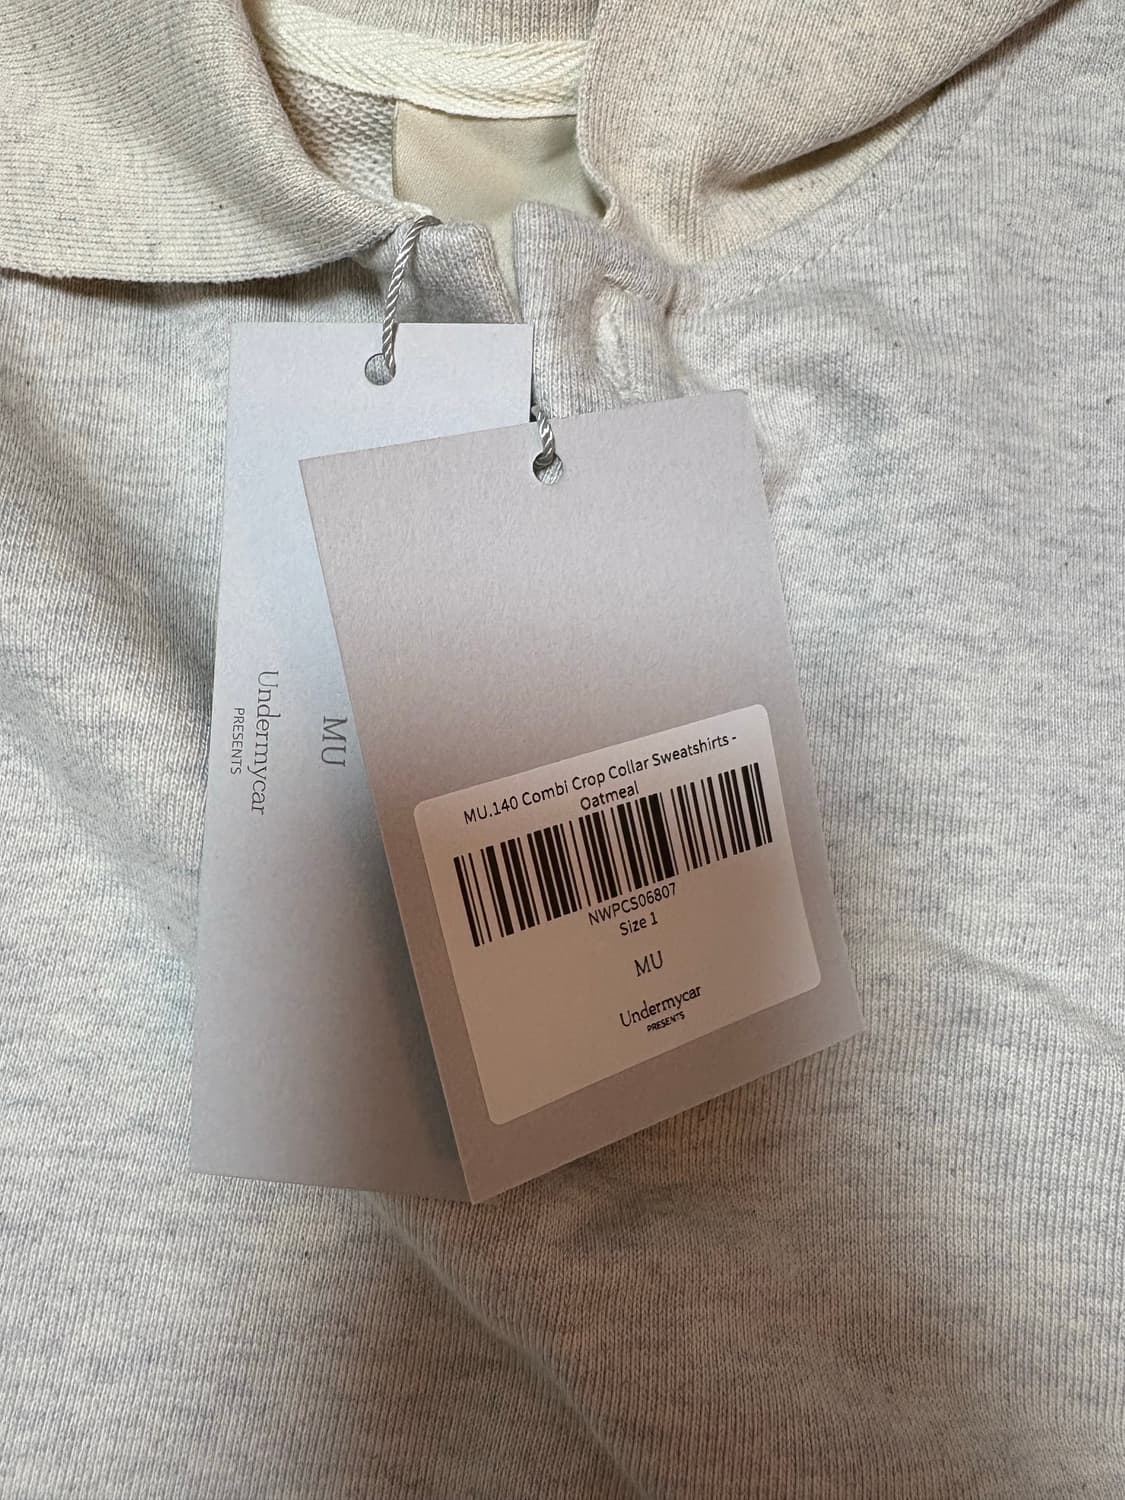 MU
Undermycar
PRESENTS
MU.140 Combi Crop Collar Sweatshirts -
Oatmeal
NWPCS06807
Size 1
MU
Undermycar
PRESENTS